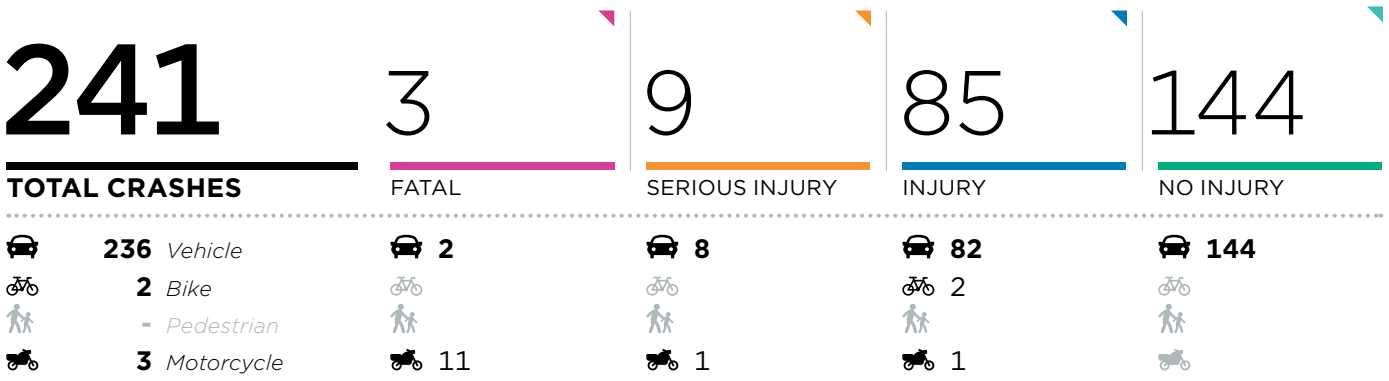 241 3 9 85 144
TOTAL CRASHES FATAL SERIOUS INJURY INJURY NO INJURY
236 Vehicle 2 8 82 144
2 Bike 2
- Pedestrian
3 Motorcycle 11 1 1